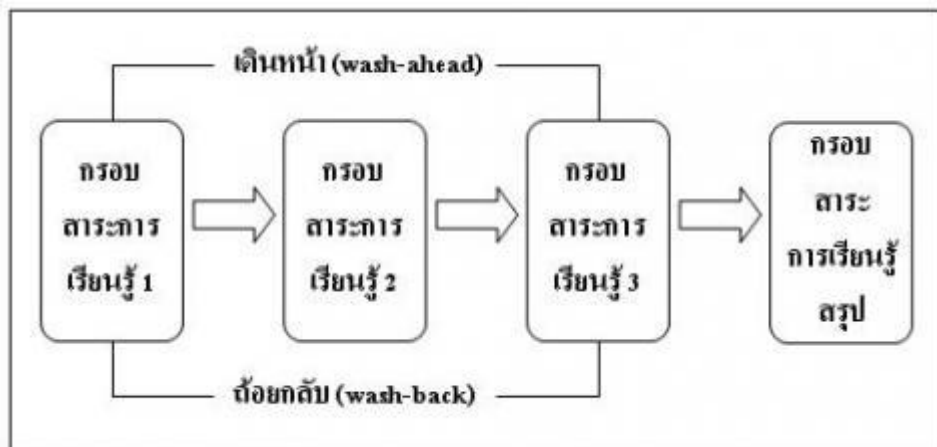 เดินหน้า (wash-ahead)
กรอบ
สาระการ
เรียนรู้ 1
กรอบ
สาระการ
เรียนรู้ 2
กรอบ
สาระการ
เรียนรู้ 3
กรอบ
สาระ
การเรียนรู้
สรุป
ถ้อยกลับ (wash-back)